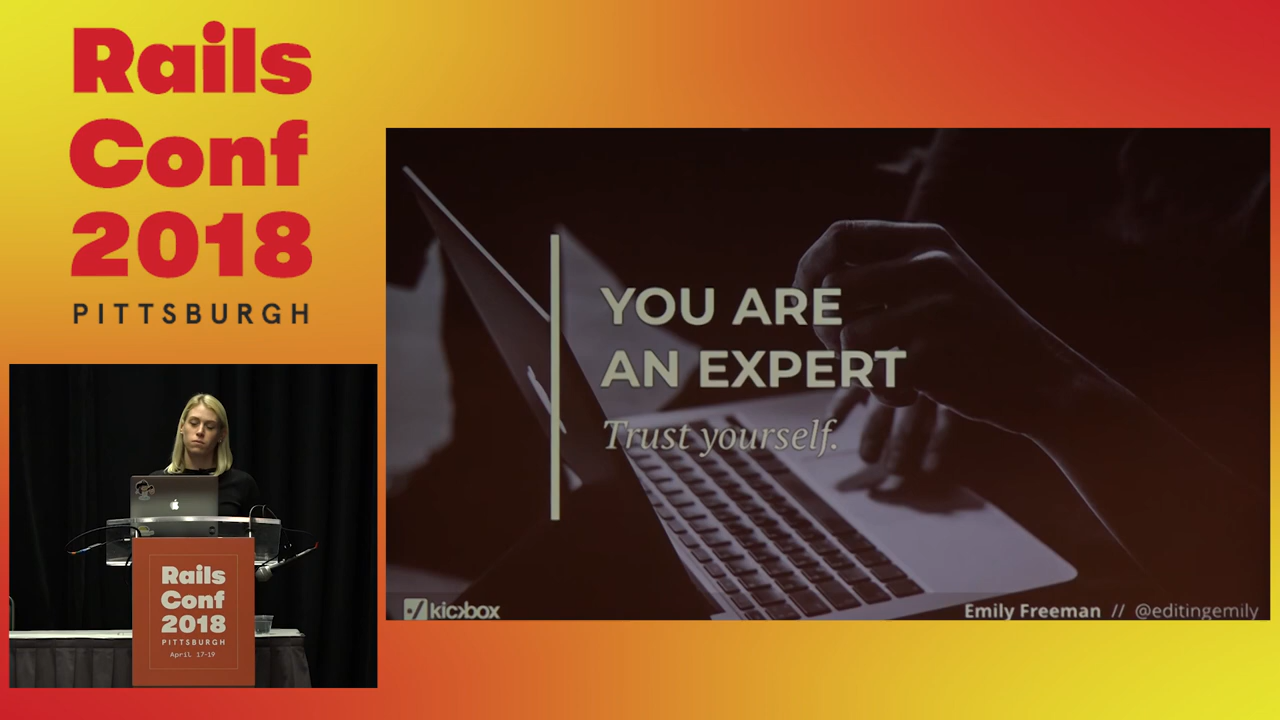 Rails
Conf
2018
PITTSBURGH
YOU ARE
AN EXPERT
Trust yourself.
kickbox
Emily Freeman // @editingemily
Rails
Conf
2018
PITTSBURGH
April 17-19